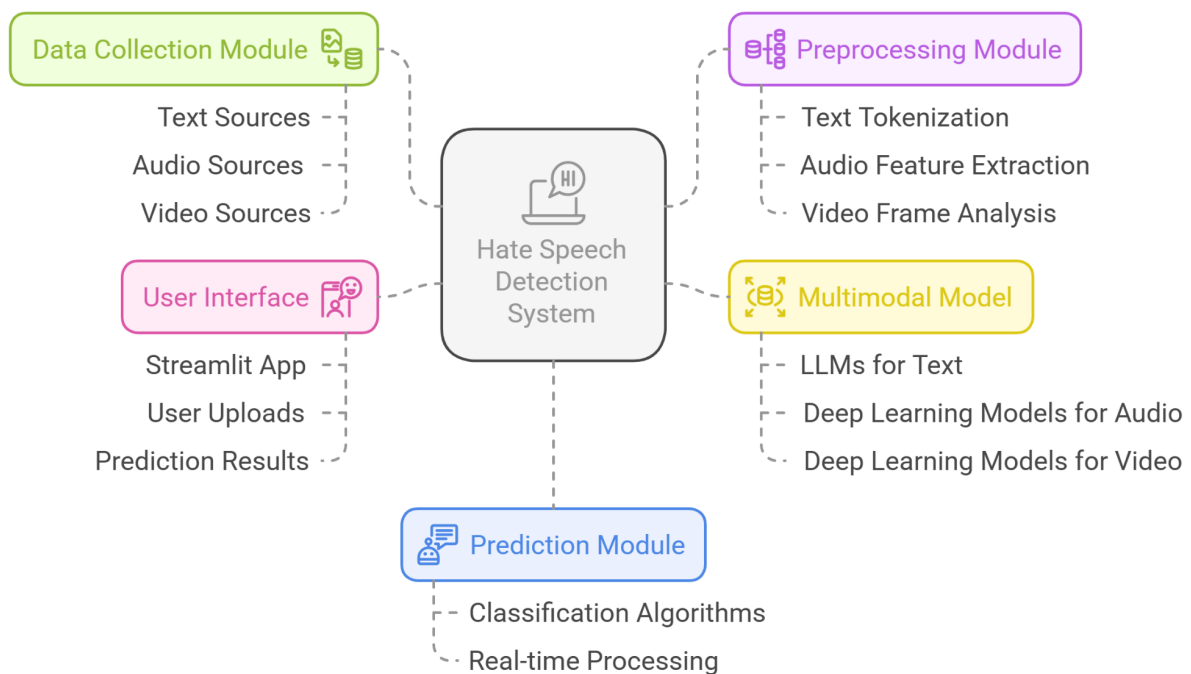 Data Collection Module
Text Sources
Audio Sources
Video Sources
User Interface
Streamlit App
User Uploads
Prediction Results
HI
Hate Speech
Detection
System
Preprocessing Module
Text Tokenization
Audio Feature Extraction
Video Frame Analysis
Multimodal Model
LLMs for Text
Deep Learning Models for Audio
Deep Learning Models for Video
Prediction Module
Classification Algorithms
Real-time Processing